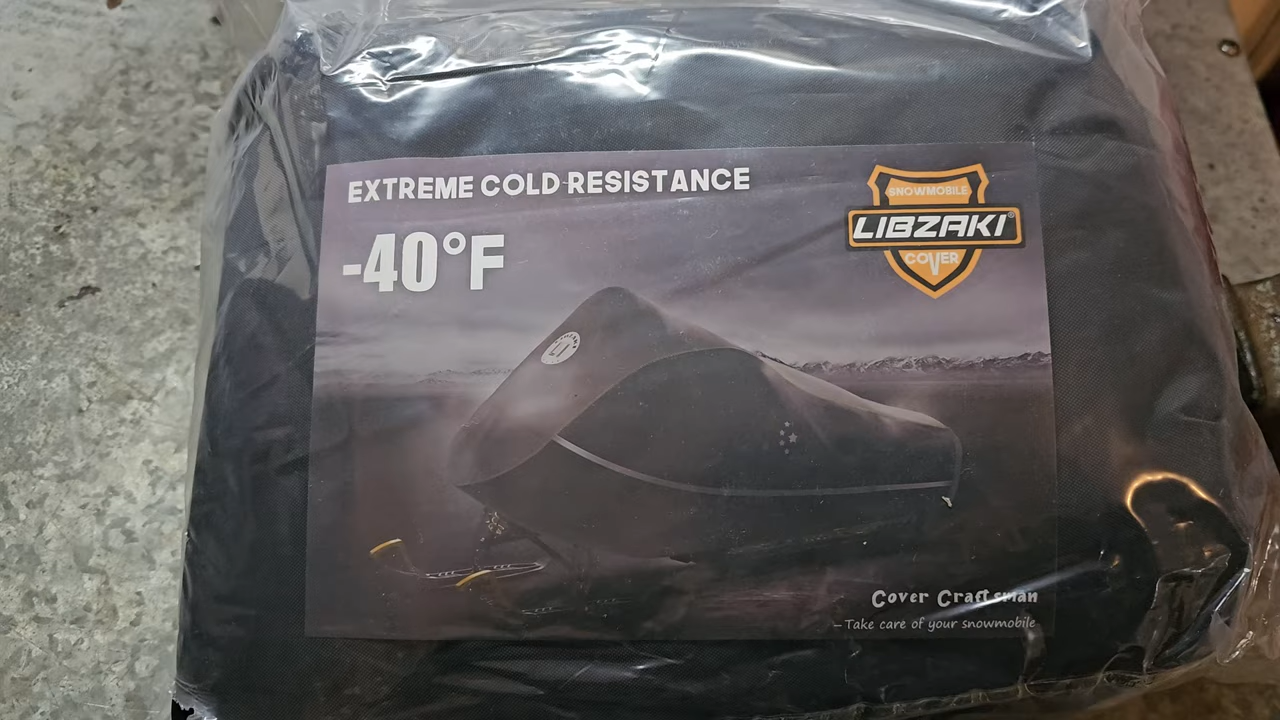 EXTREME COLD-RESISTANCE
-40°F
SNOWMOBILE
LIBZAKI®
COVER
Cover Craftsman
—Take care of your snowmobile